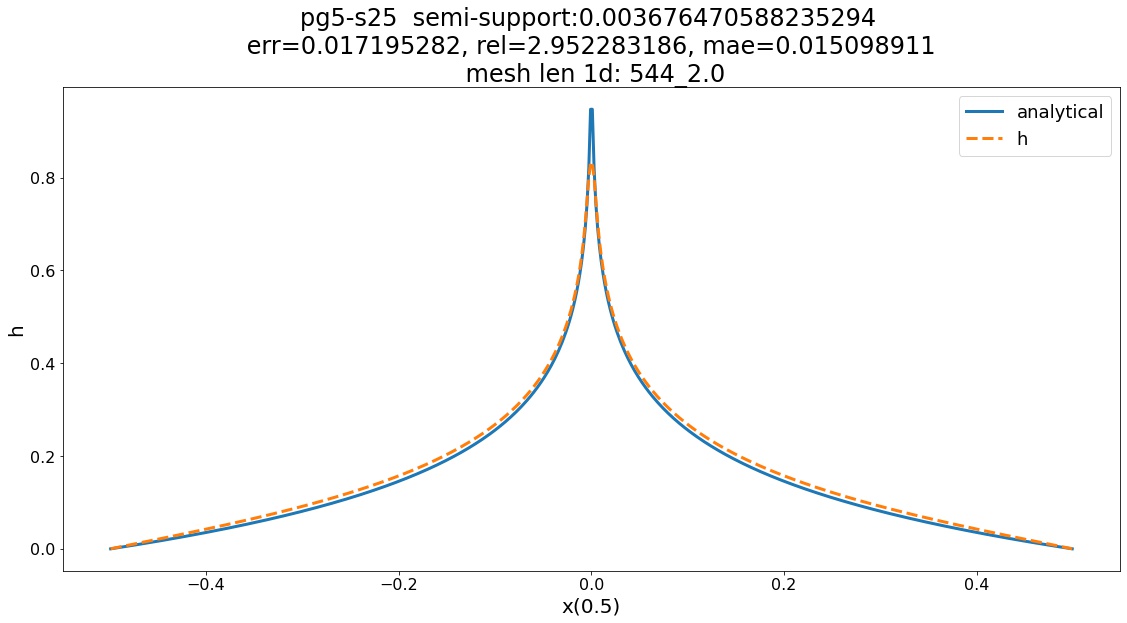 pg5-s25  semi-support:0.003676470588235294
err=0.017195282, rel=2.952283186, mae=0.015098911
mesh len 1d: 544_2.0
analytical
h
0.8
0.6
0.4
0.2
0.0
h
−0.4
−0.2
0.0
0.2
0.4
x(0.5)